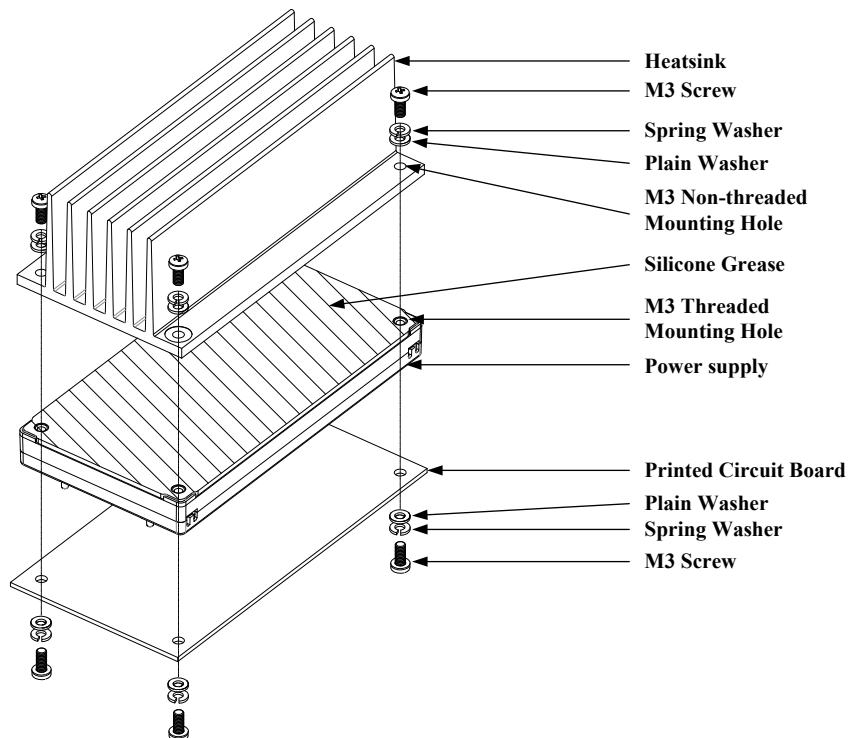 Heatsink
M3 Screw
Spring Washer
Plain Washer
M3 Non-threaded
Mounting Hole
Silicone Grease
M3 Threaded
Mounting Hole
Power supply
Printed Circuit Board
Plain Washer
Spring Washer
M3 Screw